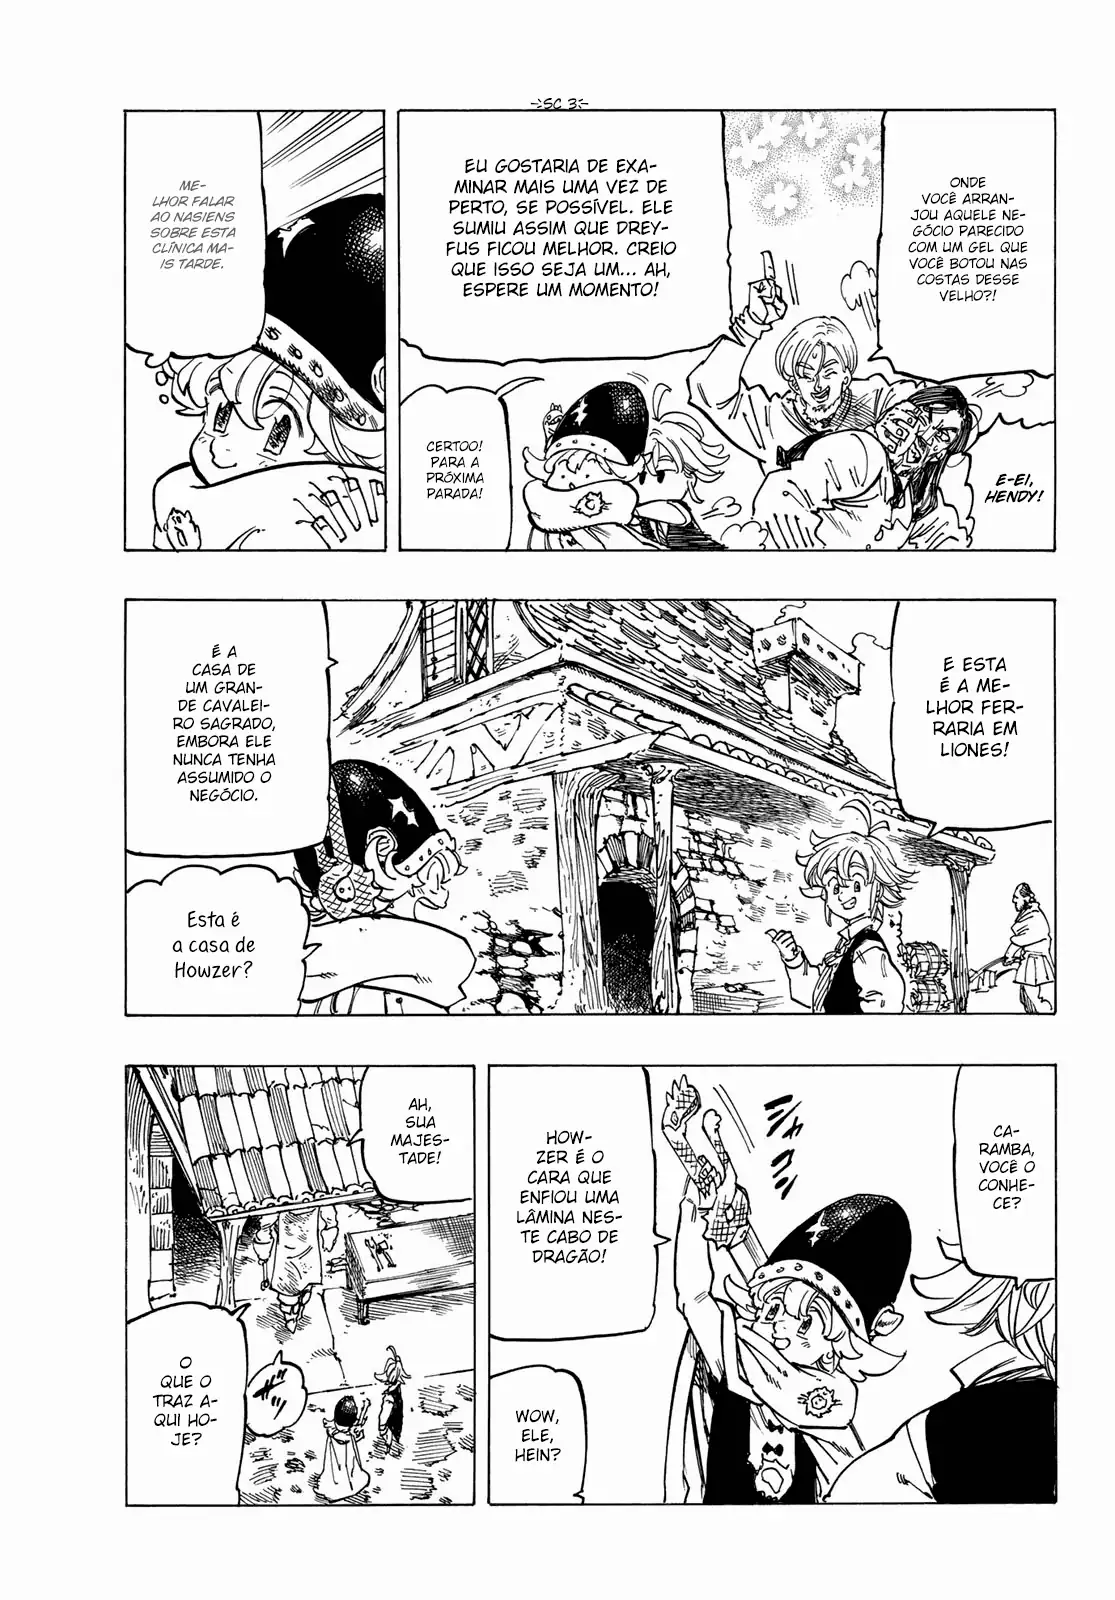 SC 3
ONDE
VOCÊ ARRAN-
JOU AQUELE NE-
GÓCIO PARECIDO
COM UM GEL QUE
VOCÊ BOTOU NAS
COSTAS DESSE
VELHO?!
E-EI,
HENDY!
EU GOSTARIA DE EXA-
MINAR MAIS UMA VEZ DE
PERTO, SE POSSÍVEL. ELE
SUMIU ASSIM QUE DREY-
FUS FICOU MELHOR. CREIO
QUE ISSO SEJA UM... AH,
ESPERE UM MOMENTO!
CERTOO!
PARA A
PRÓXIMA
PARADA!
ME-
LHOR FALAR
AO NASIENS
SOBRE ESTA
CLÍNICA MA-
IS TARDE.
E ESTA
É A ME-
LHOR FER-
RARIA EM
LIONES!
É A
CASA DE
UM GRAN-
DE CAVALEI-
RO SAGRADO,
EMBORA ELE
NUNCA TENHA
ASSUMIDO O
NEGÓCIO.
Esta é
a casa de
Howzer?
CA-
RAMBA,
VOCÊ O
CONHE-
CE?
HOW-
ZER É O
CARA QUE
ENFIOU UMA
LÂMINA NES-
TE CABO DE
DRAGÃO!
WOW,
ELE,
HEIN?
AH,
SUA
MAJES-
TADE!
O
QUE O
TRAZ A-
QUI HO-
JE?